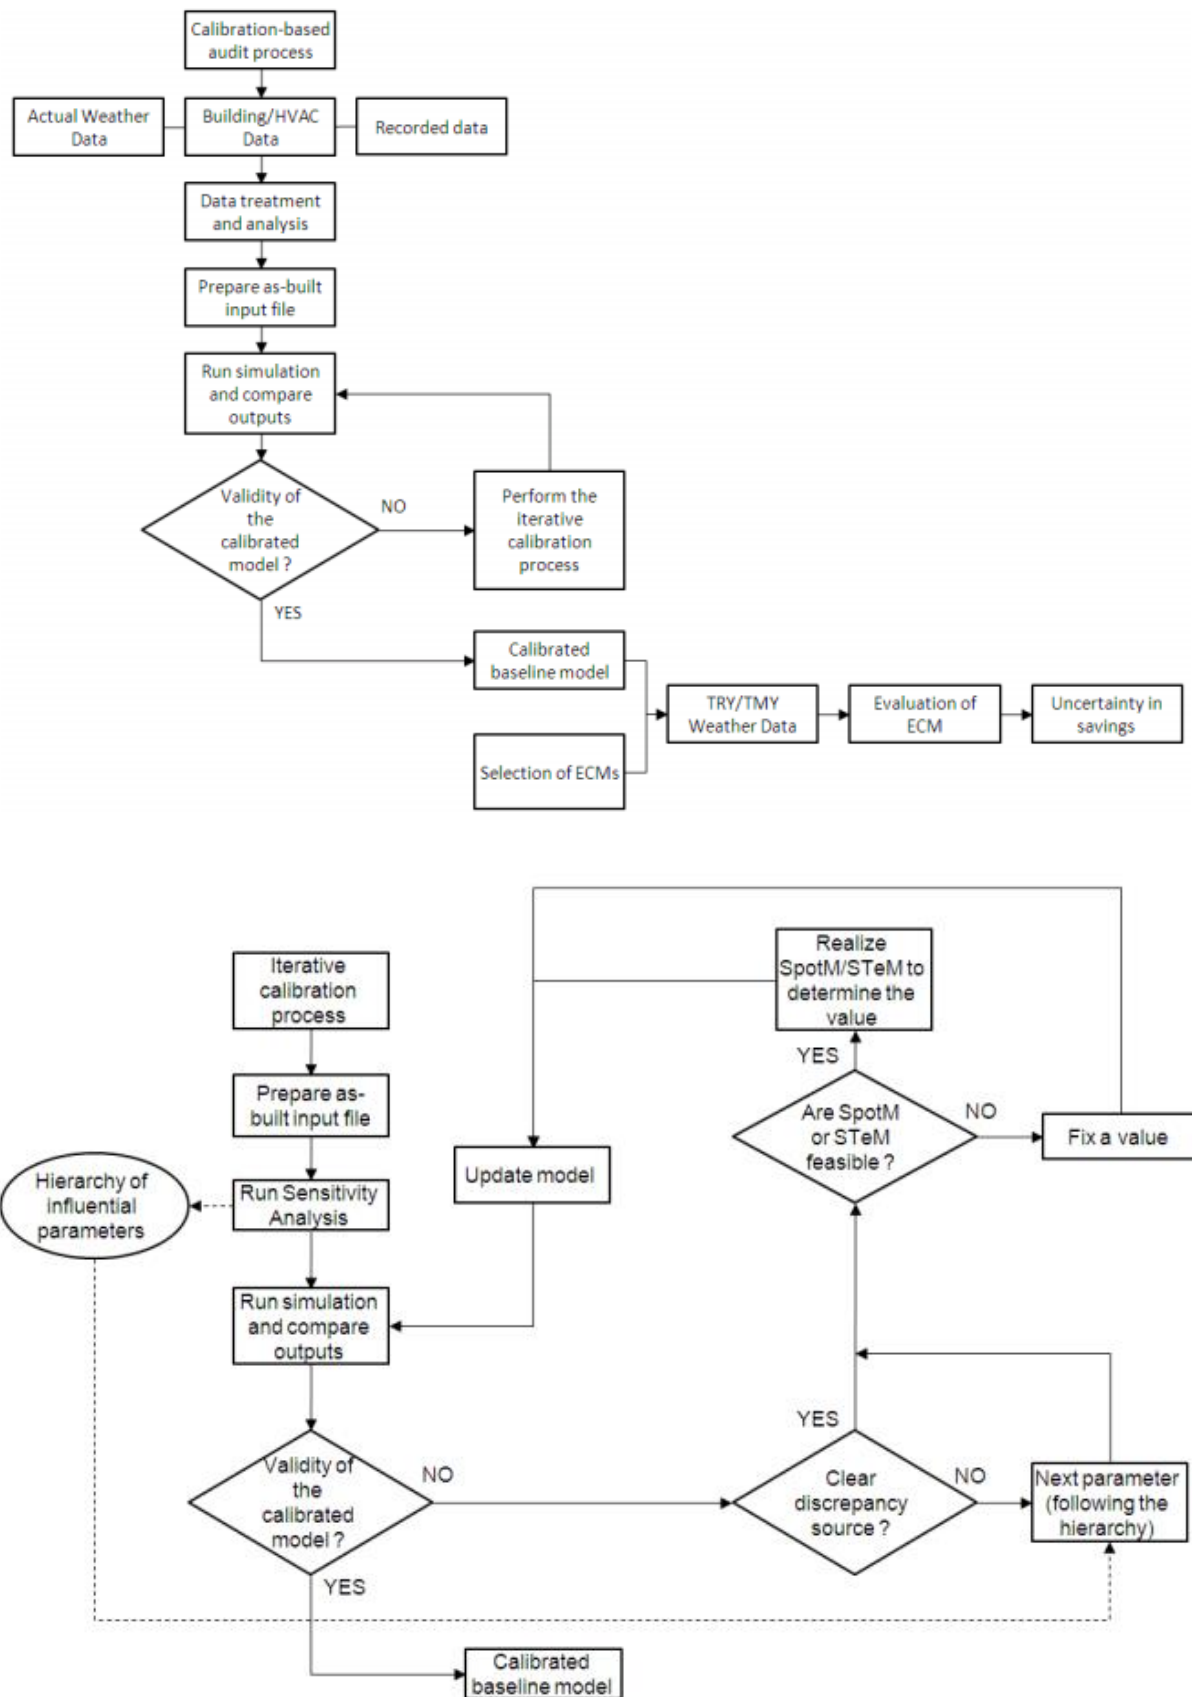 Calibration-based
audit process
Actual Weather
Data
Building/HVAC
Data
Recorded data
Data treatment
and analysis
Prepare as-built
input file
Run simulation
and compare
outputs
Validity of
the
calibrated
model ?
NO
Perform the
iterative
calibration
process
YES
Calibrated
baseline model
Selection of ECMs
TRY/TMY
Weather Data
Evaluation of
ECM
Uncertainty in
savings
Iterative
calibration
process
Prepare as-
built input file
Run Sensitivity
Analysis
Hierarchy of
influential
parameters
Run simulation
and compare
outputs
Validity of
the
calibrated
model ?
NO
YES
Calibrated
baseline model
Update model
Realize
SpotM/STeM to
determine the
value
YES
Are SpotM
or STeM
feasible ?
NO
Fix a value
YES
Clear
discrepancy
source ?
NO
Next parameter
(following the
hierarchy)